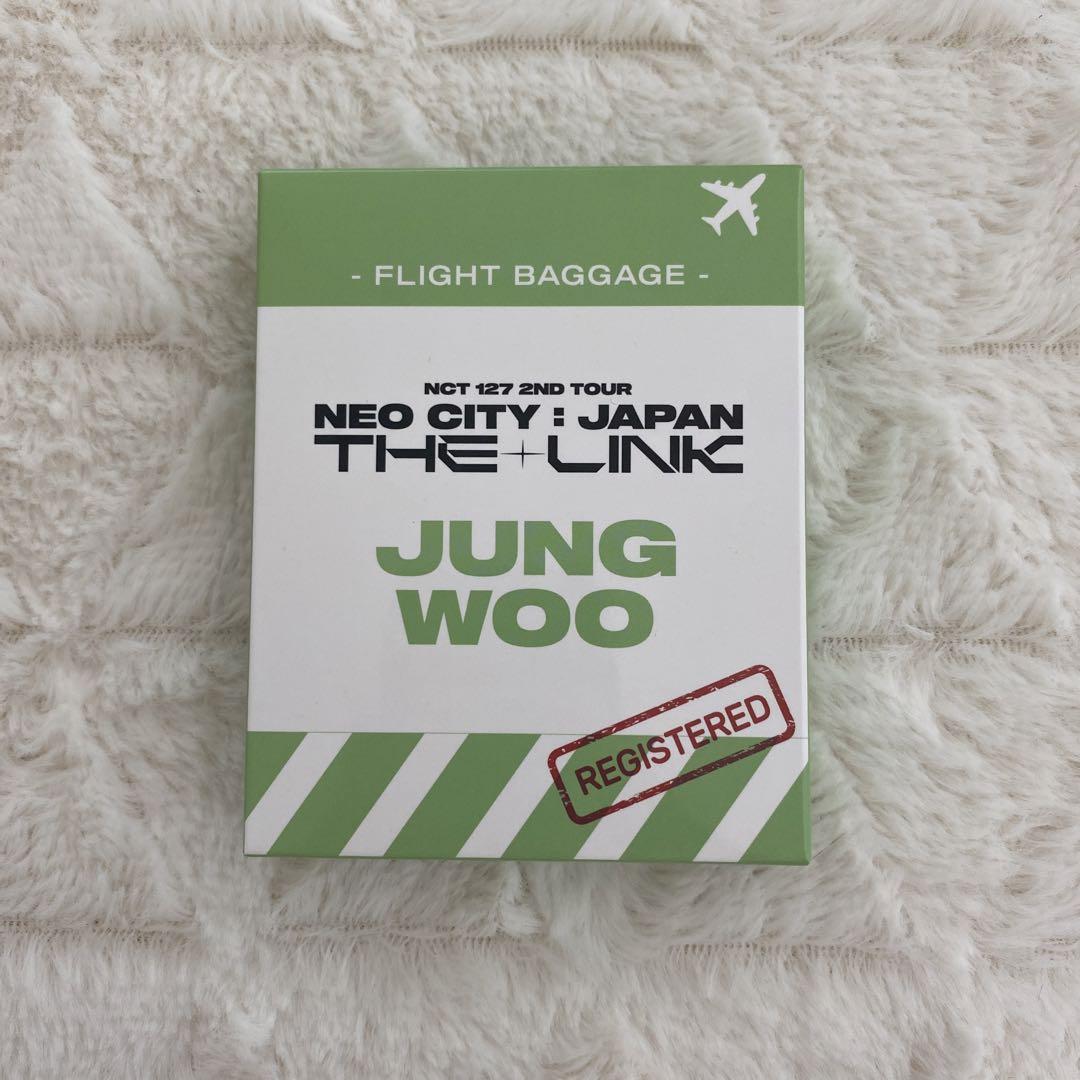 - FLIGHT BAGGAGE -
NCT 127 2ND TOUR
NEO CITY : JAPAN
THE LINK
JUNG
WOO
REGISTERED